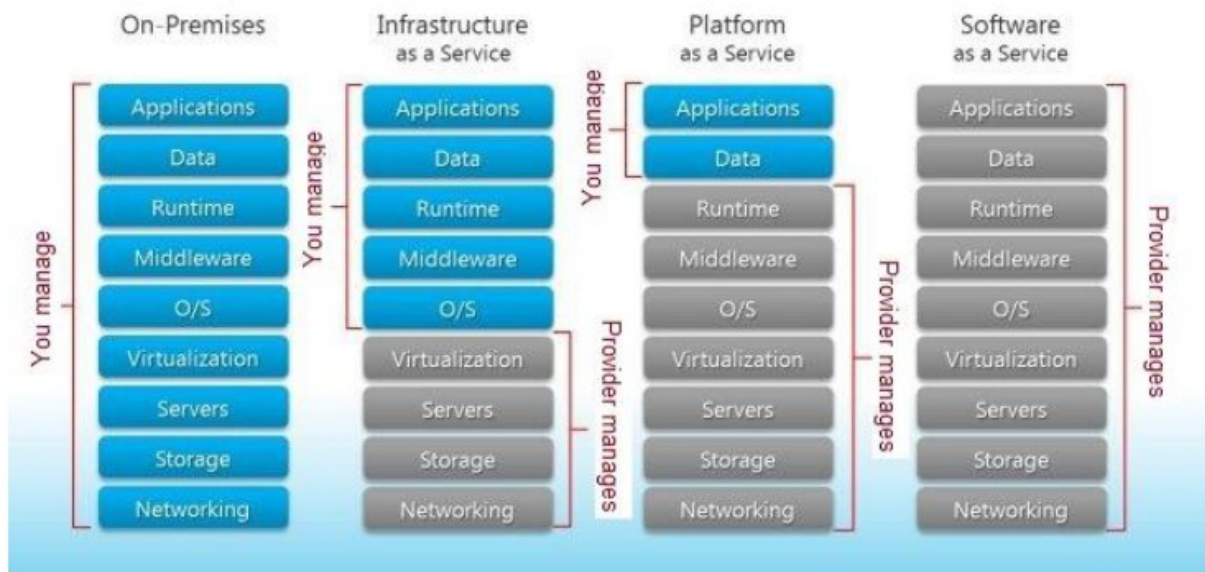 On-Premises
Infrastructure
as a Service
Platform
as a Service
Software
as a Service
You manage
Applications
Data
Runtime
Middleware
O/S
Virtualization
Servers
Storage
Networking
You manage
Applications
Data
Runtime
Middleware
O/S
Virtualization
Servers
Storage
Networking
Provider manages
You manage
Applications
Data
Runtime
Middleware
O/S
Virtualization
Servers
Storage
Networking
Provider manages
Applications
Data
Runtime
Middleware
O/S
Virtualization
Servers
Storage
Networking
Provider manages